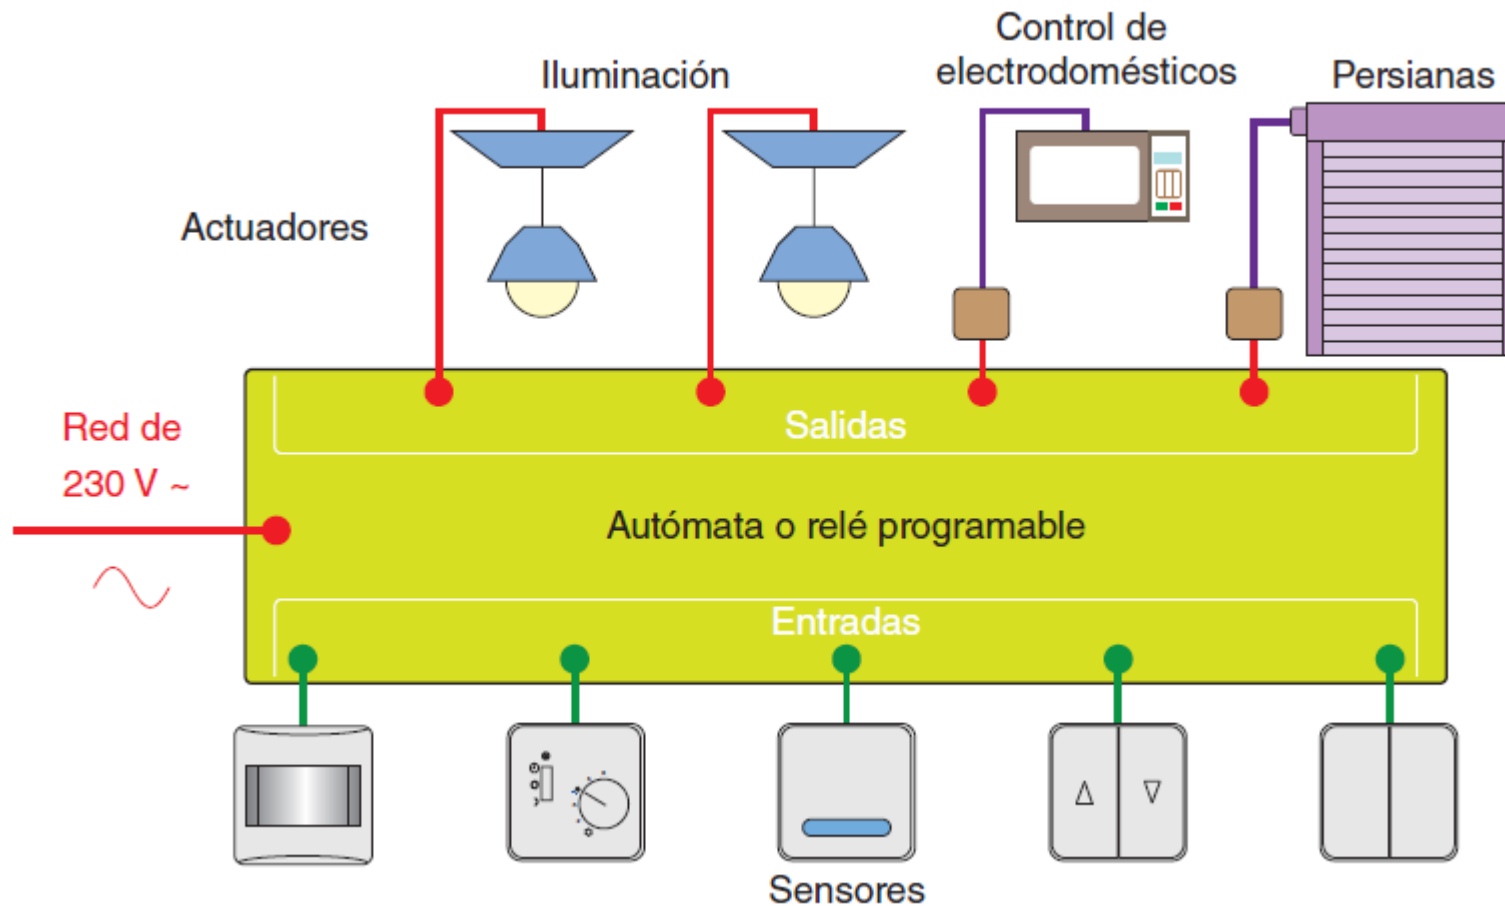 Control de
electrodomésticos
Iluminación
Persianas
Actuadores
Salidas
Red de
230 V ~
Autómata o relé programable
Entradas
Sensores